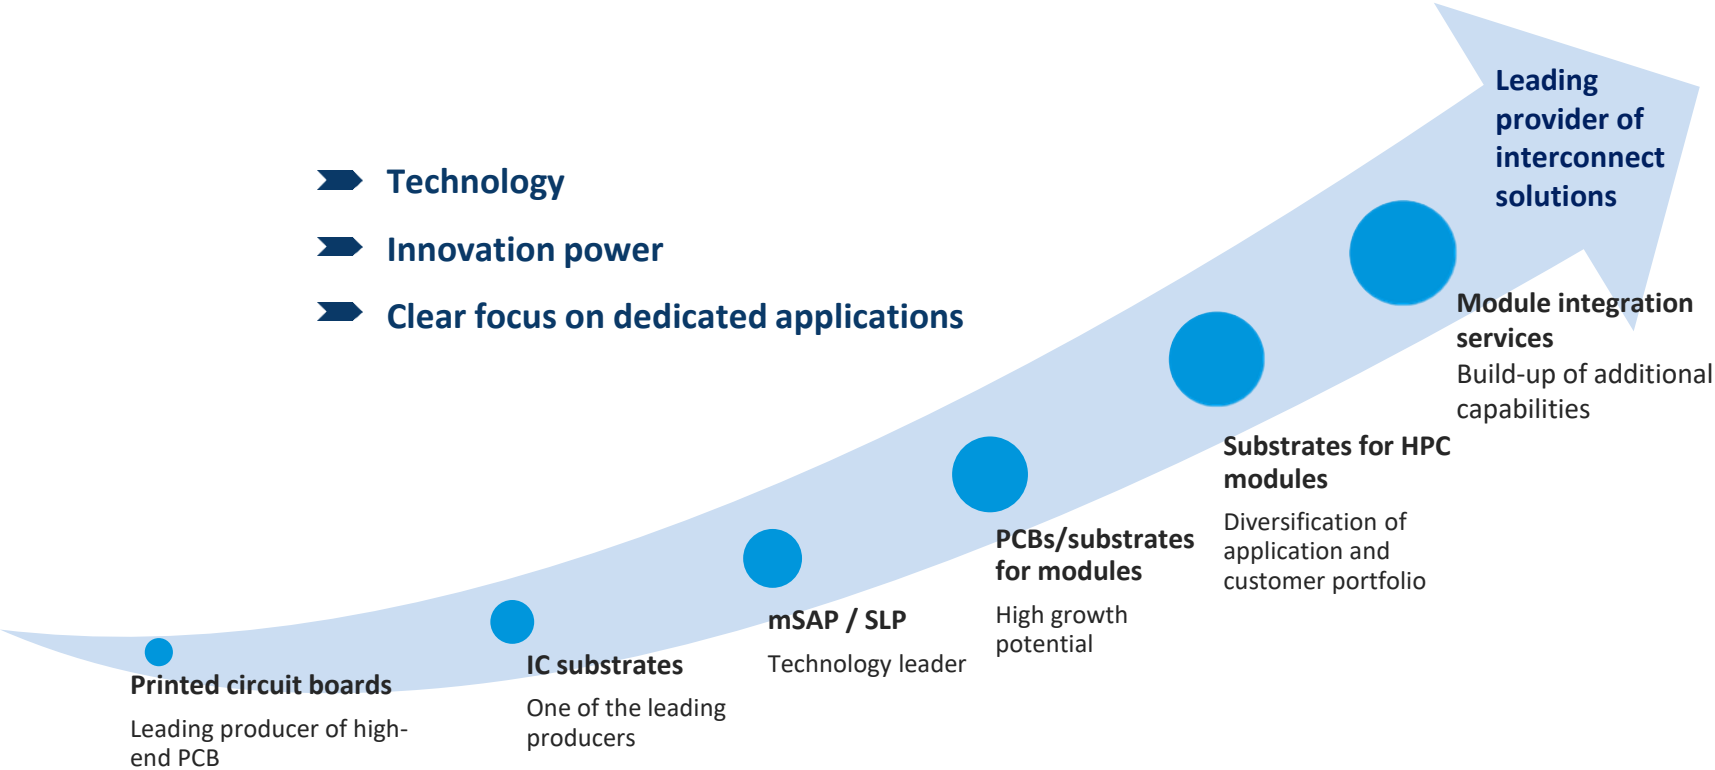 Technology
Innovation power
Clear focus on dedicated applications
Leading
provider of
interconnect
solutions
Printed circuit boards
Leading producer of high-
end PCB
IC substrates
One of the leading
producers
mSAP / SLP
Technology leader
PCBs/substrates
for modules
High growth
potential
Substrates for HPC
modules
Diversification of
application and
customer portfolio
Module integration
services
Build-up of additional
capabilities